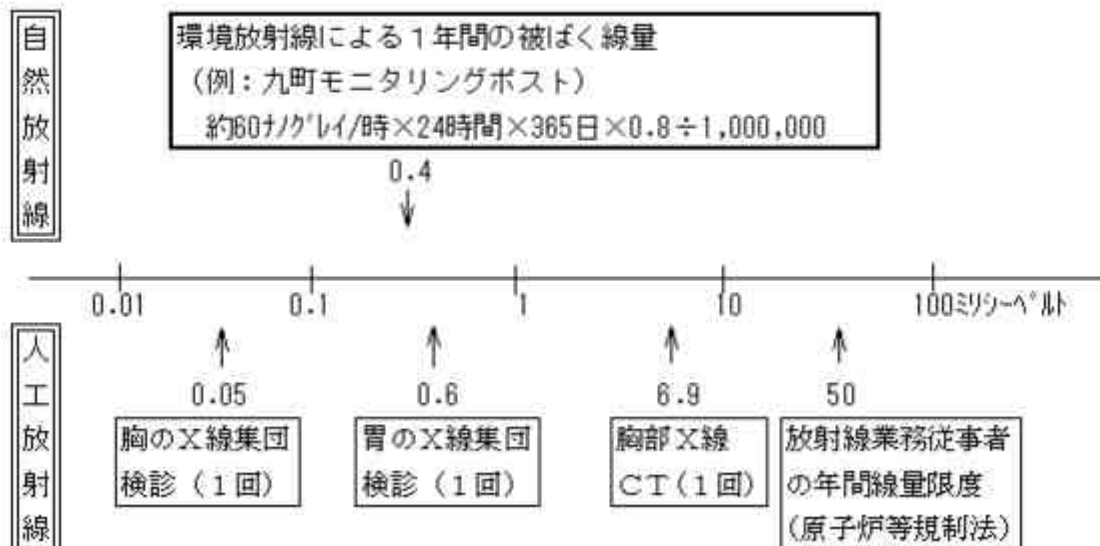 自然放射線
環境放射線による１年間の被ばく線量
（例：九町モニタリングポスト）
約60ﾅﾉｸﾞﾚｲ/時×24時間×365日×0.8÷1,000,000
0.4
0.01 0.1 1 10 100ﾐﾘｼｰﾍﾞﾙﾄ
人工放射線
0.05 0.6 6.9 50
胸のＸ線集団
検診（１回）
胃のＸ線集団
検診（１回）
胸部Ｘ線
ＣＴ(１回)
放射線業務従事者
の年間線量限度
(原子炉等規制法)